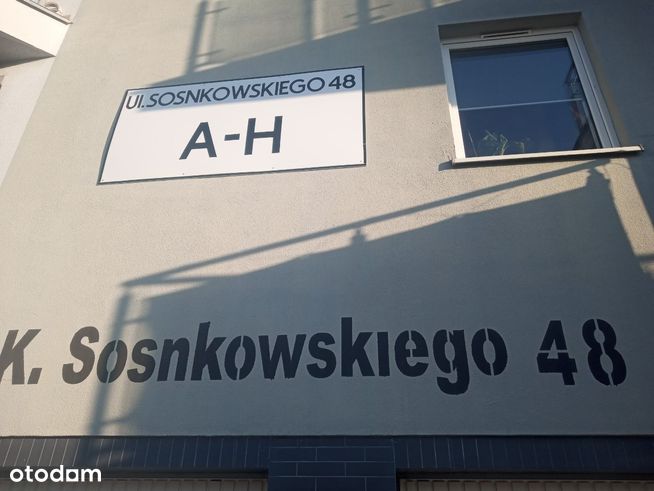 Ul. SOSNKOWSKIEGO 48
A-H
K. Sosnkowskiego 48
otodom